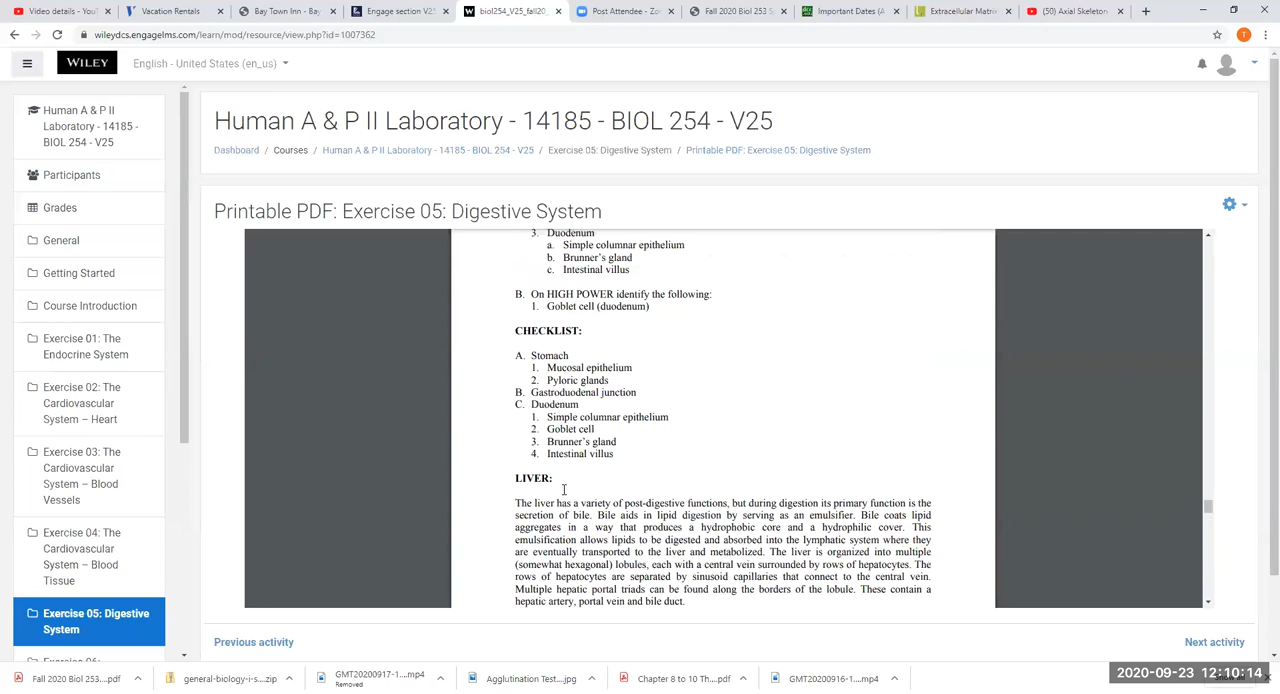 Video details - YouT
Vacation Rentals
Bay Town Inn - Bay
Engage section V25
biol254_V25_fall20
Post Attendee - Zoo
Fall 2020 Biol 253 S
Important Dates (A
Extracellular Matrix
(50) Axial Skeleton
wileydcs.engagelms.com/learn/mod/resource/view.php?id=1007362
T
WILEY
English - United States (en_us)
Human A & P II
Laboratory - 14185 -
BIOL 254 - V25
Participants
Grades
General
Getting Started
Course Introduction
Exercise 01: The
Endocrine System
Exercise 02: The
Cardiovascular
System – Heart
Exercise 03: The
Cardiovascular
System – Blood
Vessels
Exercise 04: The
Cardiovascular
System – Blood
Tissue
Exercise 05: Digestive
System
Human A & P II Laboratory - 14185 - BIOL 254 - V25
Dashboard / Courses / Human A & P II Laboratory - 14185 - BIOL 254 - V25 / Exercise 05: Digestive System / Printable PDF: Exercise 05: Digestive System
Printable PDF: Exercise 05: Digestive System
3. Duodenum
a. Simple columnar epithelium
b. Brunner's gland
c. Intestinal villus
B. On HIGH POWER identify the following:
1. Goblet cell (duodenum)
CHECKLIST:
A. Stomach
1. Mucosal epithelium
2. Pyloric glands
B. Gastroduodenal junction
C. Duodenum
1. Simple columnar epithelium
2. Goblet cell
3. Brunner's gland
4. Intestinal villus
LIVER:
The liver has a variety of post-digestive functions, but during digestion its primary function is the
secretion of bile. Bile aids in lipid digestion by serving as an emulsifier. Bile coats lipid
aggregates in a way that produces a hydrophobic core and a hydrophilic cover. This
emulsification allows lipids to be digested and absorbed into the lymphatic system where they
are eventually transported to the liver and metabolized. The liver is organized into multiple
(somewhat hexagonal) lobules, each with a central vein surrounded by rows of hepatocytes. The
rows of hepatocytes are separated by sinusoid capillaries that connect to the central vein.
Multiple hepatic portal triads can be found along the borders of the lobule. These contain a
hepatic artery, portal vein and bile duct.
Previous activity
Next activity
Fall 2020 Biol 253....pdf
general-biology-i-s....zip
GMT20200917-1....mp4
Removed
Agglutination Test....jpg
Chapter 8 to 10 Th....pdf
GMT20200916-1....mp4
2020-09-23 12:10:14